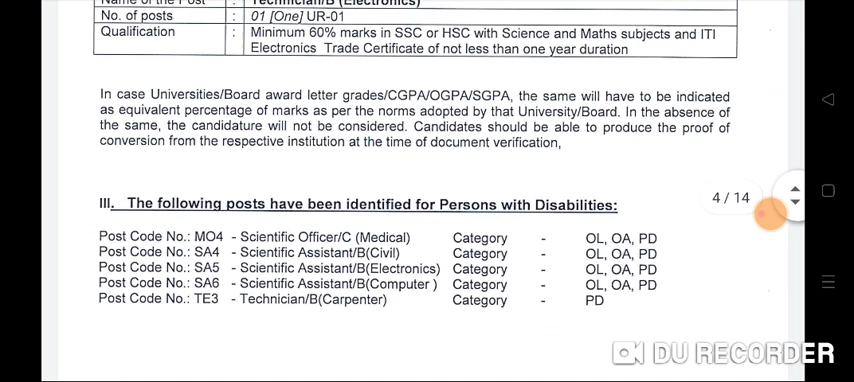 Name of the Post : Technician/B (Electronics)
No. of posts : 01 [One] UR-01
Qualification : Minimum 60% marks in SSC or HSC with Science and Maths subjects and ITI
Electronics Trade Certificate of not less than one year duration
In case Universities/Board award letter grades/CGPA/OGPA/SGPA, the same will have to be indicated
as equivalent percentage of marks as per the norms adopted by that University/Board. In the absence of
the same, the candidature will not be considered. Candidates should be able to produce the proof of
conversion from the respective institution at the time of document verification,
III. The following posts have been identified for Persons with Disabilities:
4 / 14
Post Code No.: MO4 - Scientific Officer/C (Medical) Category - OL, OA, PD
Post Code No.: SA4 - Scientific Assistant/B(Civil) Category - OL, OA, PD
Post Code No.: SA5 - Scientific Assistant/B(Electronics) Category - OL, OA, PD
Post Code No.: SA6 - Scientific Assistant/B(Computer ) Category - OL, OA, PD
Post Code No.: TE3 - Technician/B(Carpenter) Category - PD
DU RECORDER